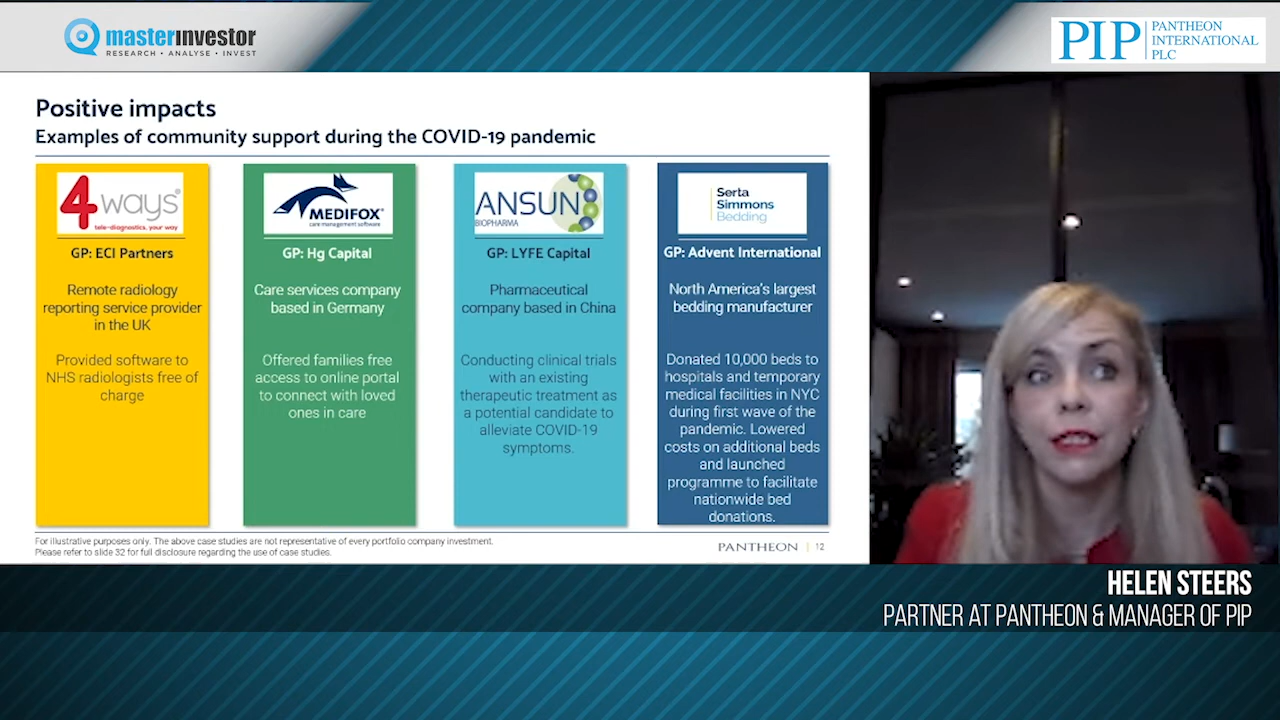 masterinvestor
RESEARCH • ANALYSE • INVEST
PIP
PANTHEON
INTERNATIONAL
PLC
Positive impacts
Examples of community support during the COVID-19 pandemic
4ways®
tele-diagnostics, your way
GP: ECI Partners
Remote radiology
reporting service provider
in the UK
Provided software to
NHS radiologists free of
charge
MEDIFOX®
care management software
GP: Hg Capital
Care services company
based in Germany
Offered families free
access to online portal
to connect with loved
ones in care
ANSUN
BIOPHARMA
GP: LYFE Capital
Pharmaceutical
company based in China
Conducting clinical trials
with an existing
therapeutic treatment as
a potential candidate to
alleviate COVID-19
symptoms.
Serta
Simmons
Bedding
GP: Advent International
North America's largest
bedding manufacturer
Donated 10,000 beds to
hospitals and temporary
medical facilities in NYC
during first wave of the
pandemic. Lowered
costs on additional beds
and launched
programme to facilitate
nationwide bed
donations.
For illustrative purposes only. The above case studies are not representative of every portfolio company investment.
Please refer to slide 32 for full disclosure regarding the use of case studies.
PANTHEON | 12
HELEN STEERS
PARTNER AT PANTHEON & MANAGER OF PIP